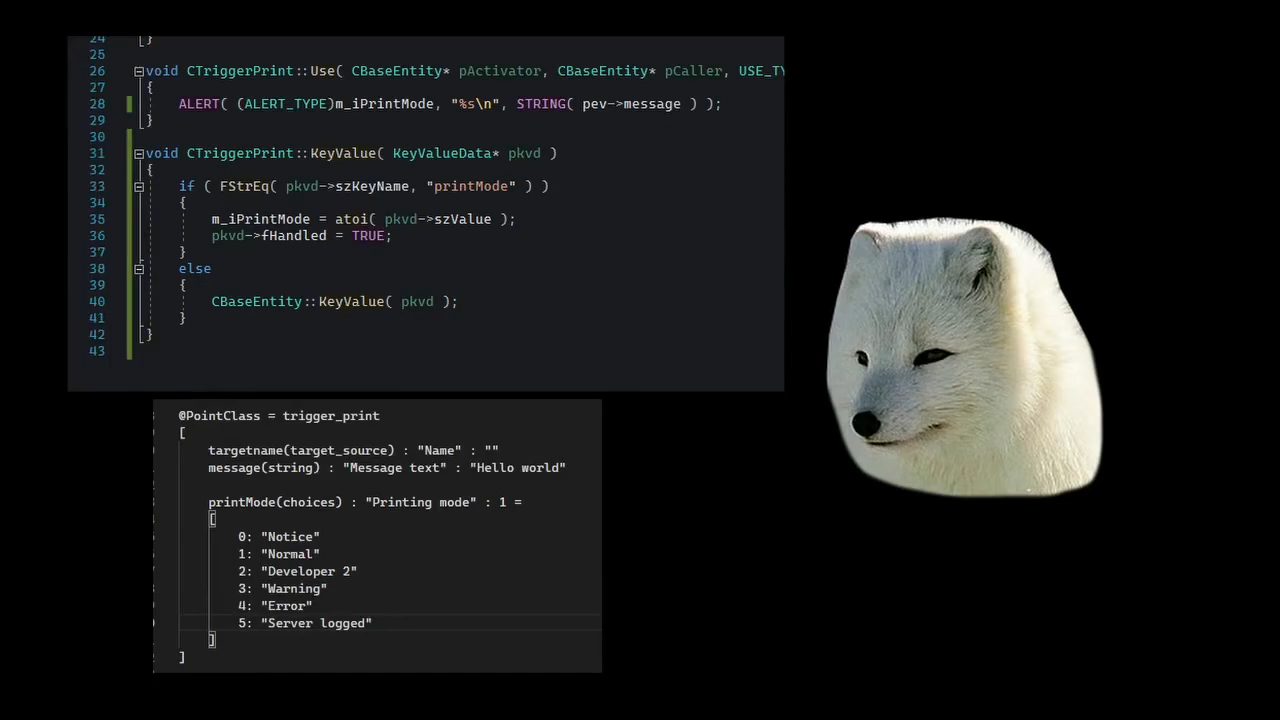 24 }
25
26 void CTriggerPrint::Use( CBaseEntity* pActivator, CBaseEntity* pCaller, USE_TY
27 {
28 ALERT( (ALERT_TYPE)m_iPrintMode, "%s\n", STRING( pev->message ) );
29 }
30
31 void CTriggerPrint::KeyValue( KeyValueData* pkvd )
32 {
33 if ( FStrEq( pkvd->szKeyName, "printMode" ) )
34 {
35 m_iPrintMode = atoi( pkvd->szValue );
36 pkvd->fHandled = TRUE;
37 }
38 else
39 {
40 CBaseEntity::KeyValue( pkvd );
41 }
42 }
43
@PointClass = trigger_print
[
targetname(target_source) : "Name" : ""
message(string) : "Message text" : "Hello world"
printMode(choices) : "Printing mode" : 1 =
[
0: "Notice"
1: "Normal"
2: "Developer 2"
3: "Warning"
4: "Error"
5: "Server logged"
]
]